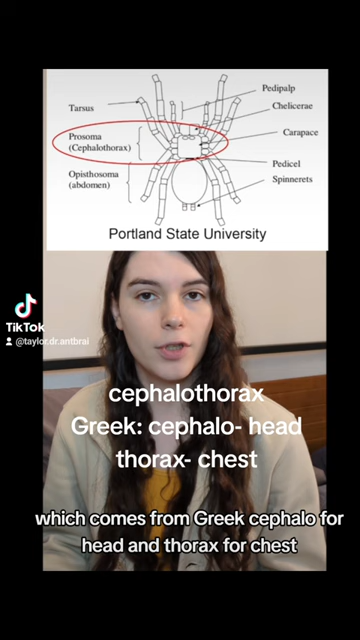 Tarsus
Prosoma
(Cephalothorax)
Opisthosoma
(abdomen)
Pedipalp
Chelicerae
Carapace
Pedicel
Spinnerets
Portland State University
TikTok
@taylor.dr.antbrai
cephalothorax
Greek: cephalo- head
thorax- chest
which comes from Greek cephalo for
head and thorax for chest